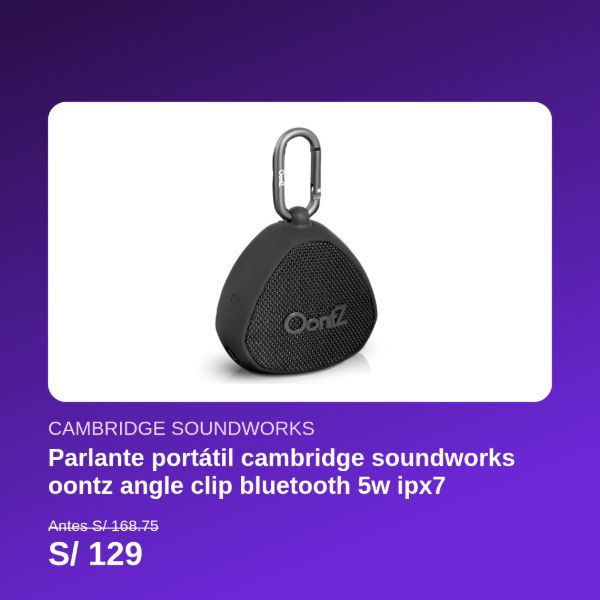 OontZ
CAMBRIDGE SOUNDWORKS
Parlante portátil cambridge soundworks
oontz angle clip bluetooth 5w ipx7
Antes S/ 168.75
S/ 129